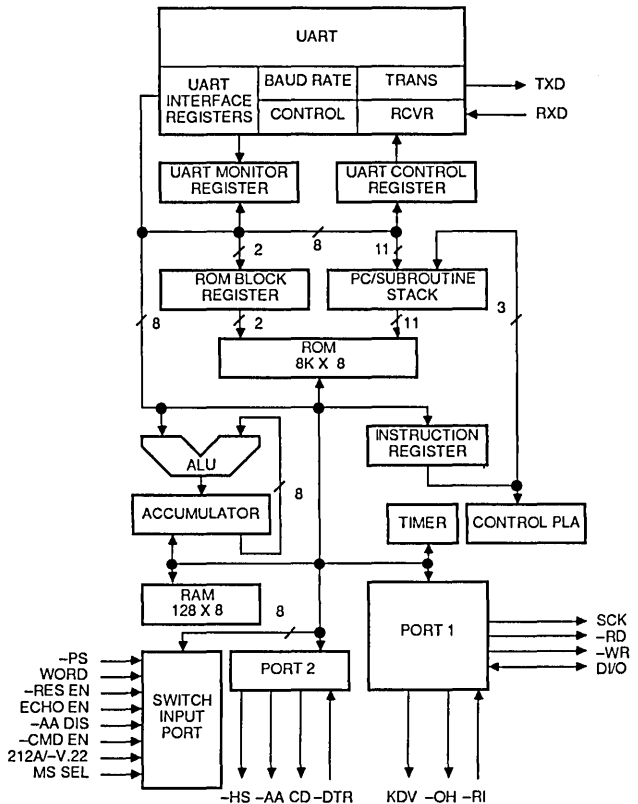 UART
UART INTERFACE REGISTERS
BAUD RATE
TRANS
CONTROL
RCVR
TXD
RXD
UART MONITOR REGISTER
UART CONTROL REGISTER
2
8
11
ROM BLOCK REGISTER
PC/SUBROUTINE STACK
3
8
2
11
ROM
8K X 8
ALU
INSTRUCTION REGISTER
8
ACCUMULATOR
TIMER
CONTROL PLA
RAM
128 X 8
8
PORT 1
SCK
-RD
-WR
DI/O
-PS
WORD
-RES EN
ECHO EN
-AA DIS
-CMD EN
212A/-V.22
MS SEL
SWITCH INPUT PORT
PORT 2
-HS -AA CD -DTR
KDV -OH -RI